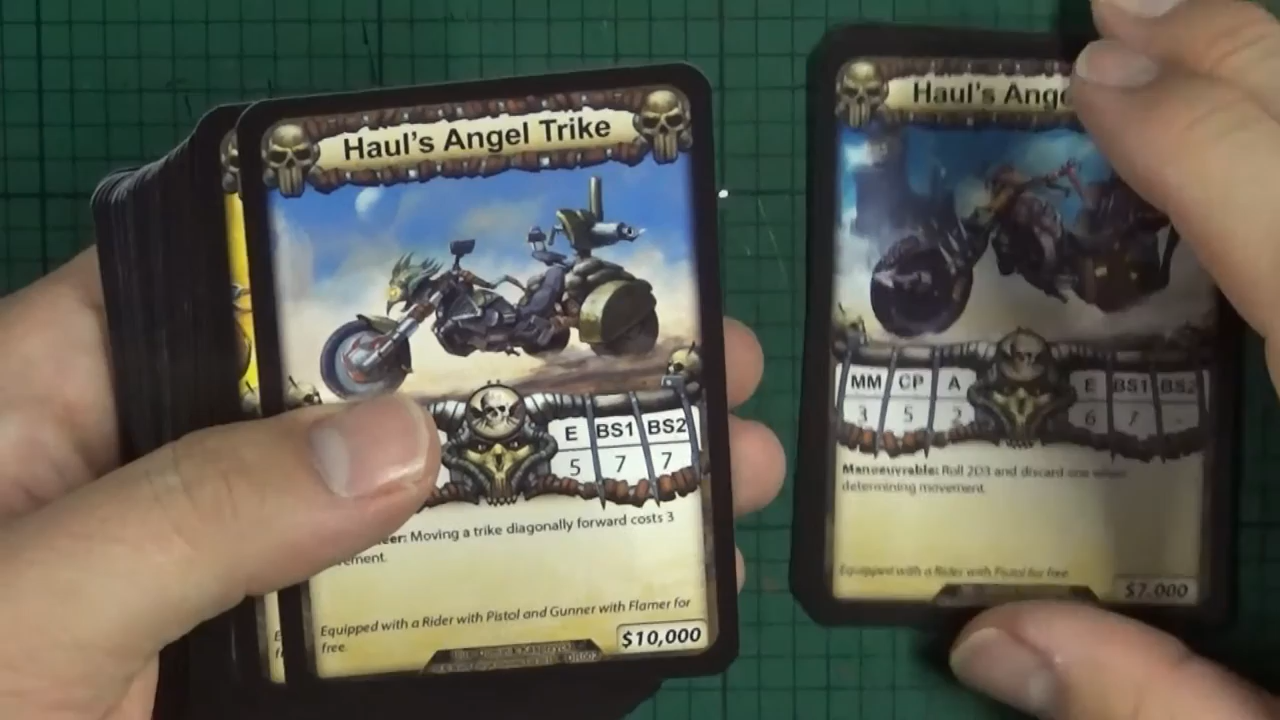 Haul's Angel Trike
E BS1 BS2
5 7 7
Moving a trike diagonally forward costs 3
Equipped with a Rider with Pistol and Gunner with Flamer for
free.
$10,000
Haul's
MM CP A E BS1 BS2
3 5 2 6 7 -
Manoeuvrable: Roll 2D3 and discard one when
determining movement.
Equipped with a Rider with Pistol for free
$7,000